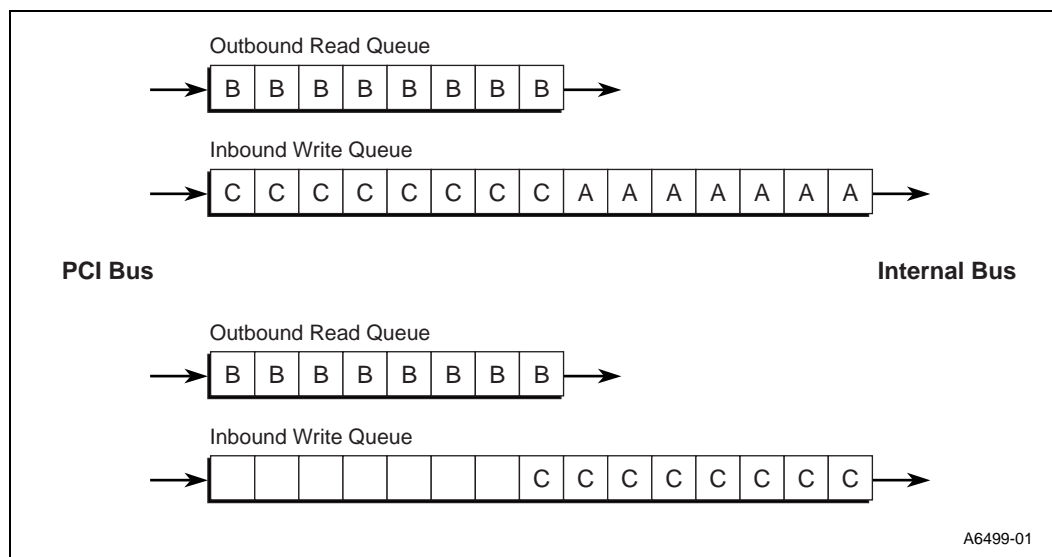 Outbound Read Queue
B B B B B B B B
Inbound Write Queue
C C C C C C C C A A A A A A A
PCI Bus
Internal Bus
Outbound Read Queue
B B B B B B B B
Inbound Write Queue
C C C C C C C C
A6499-01